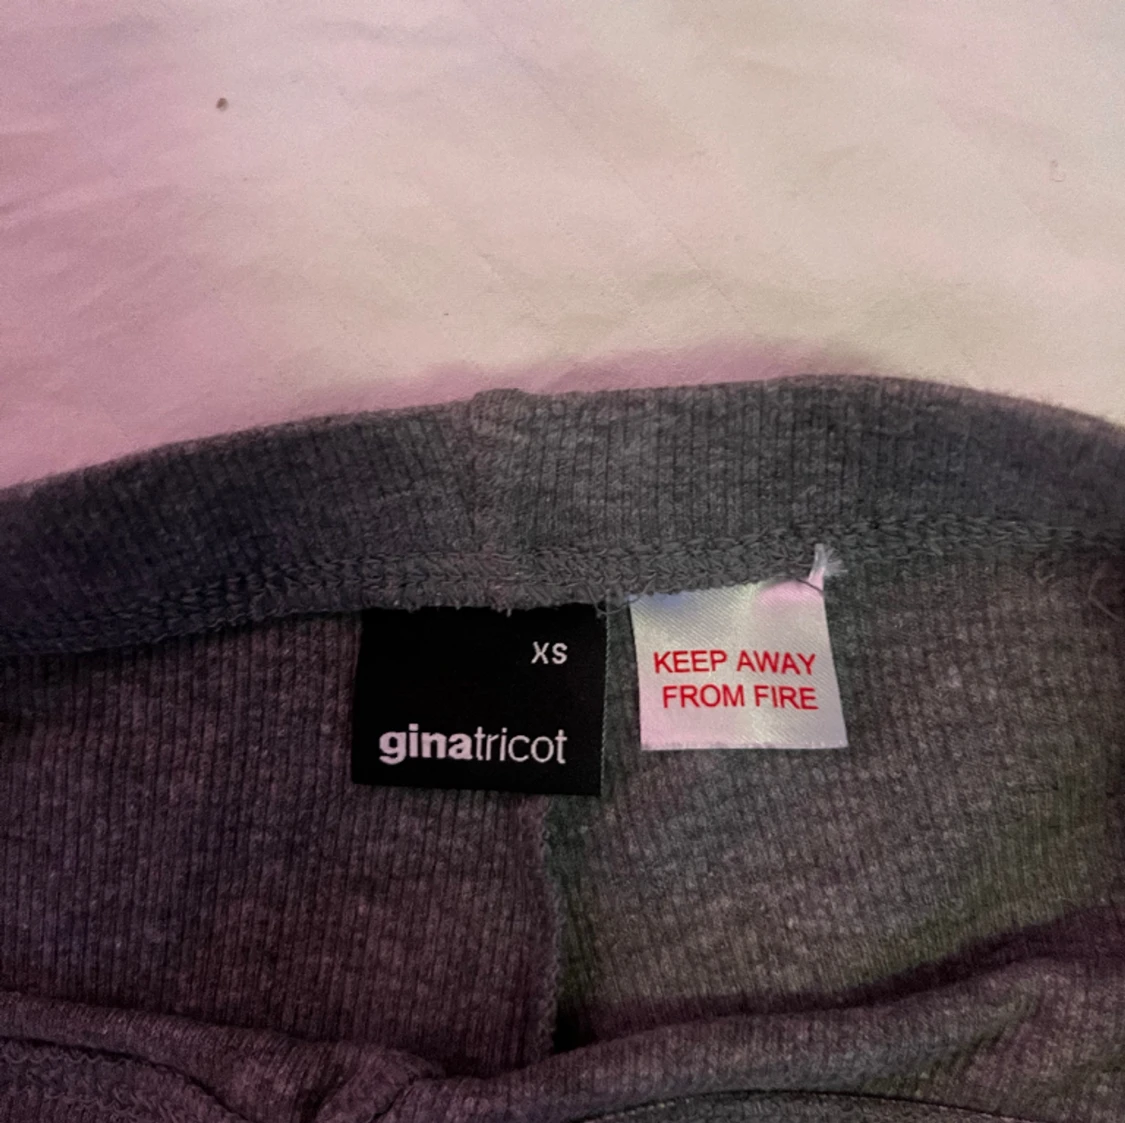 XS
ginatricot
KEEP AWAY
FROM FIRE